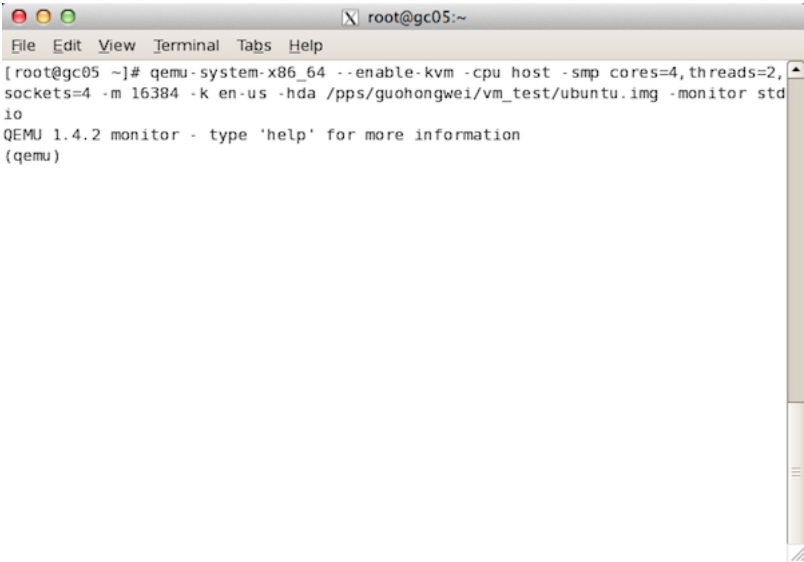 root@gc05:~
File Edit View Terminal Tabs Help
[root@gc05 ~]# qemu-system-x86_64 --enable-kvm -cpu host -smp cores=4,threads=2,
sockets=4 -m 16384 -k en-us -hda /pps/guohongwei/vm_test/ubuntu.img -monitor std
io
QEMU 1.4.2 monitor - type 'help' for more information
(qemu)